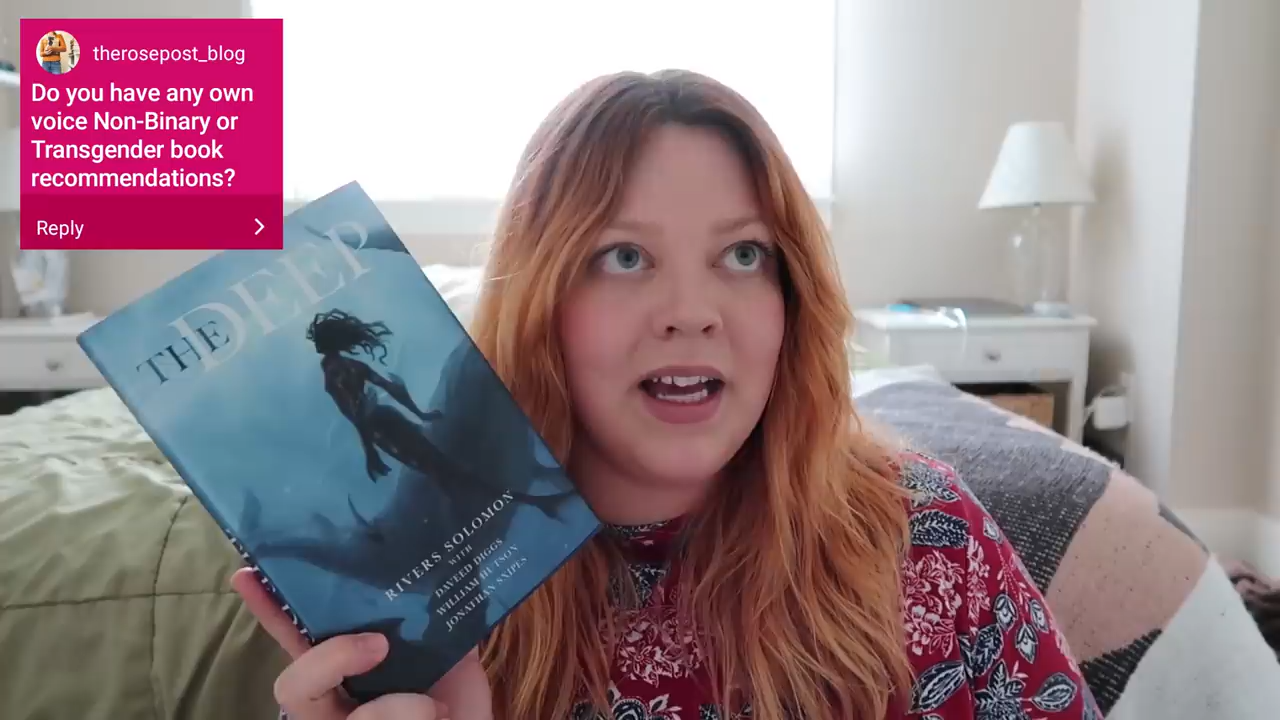 therosepost_blog
Do you have any own
voice Non-Binary or
Transgender book
recommendations?
Reply
THE DEEP
RIVERS SOLOMON
WITH
DAVEED DIGGS
WILLIAM HUTSON
JONATHAN SNIPES